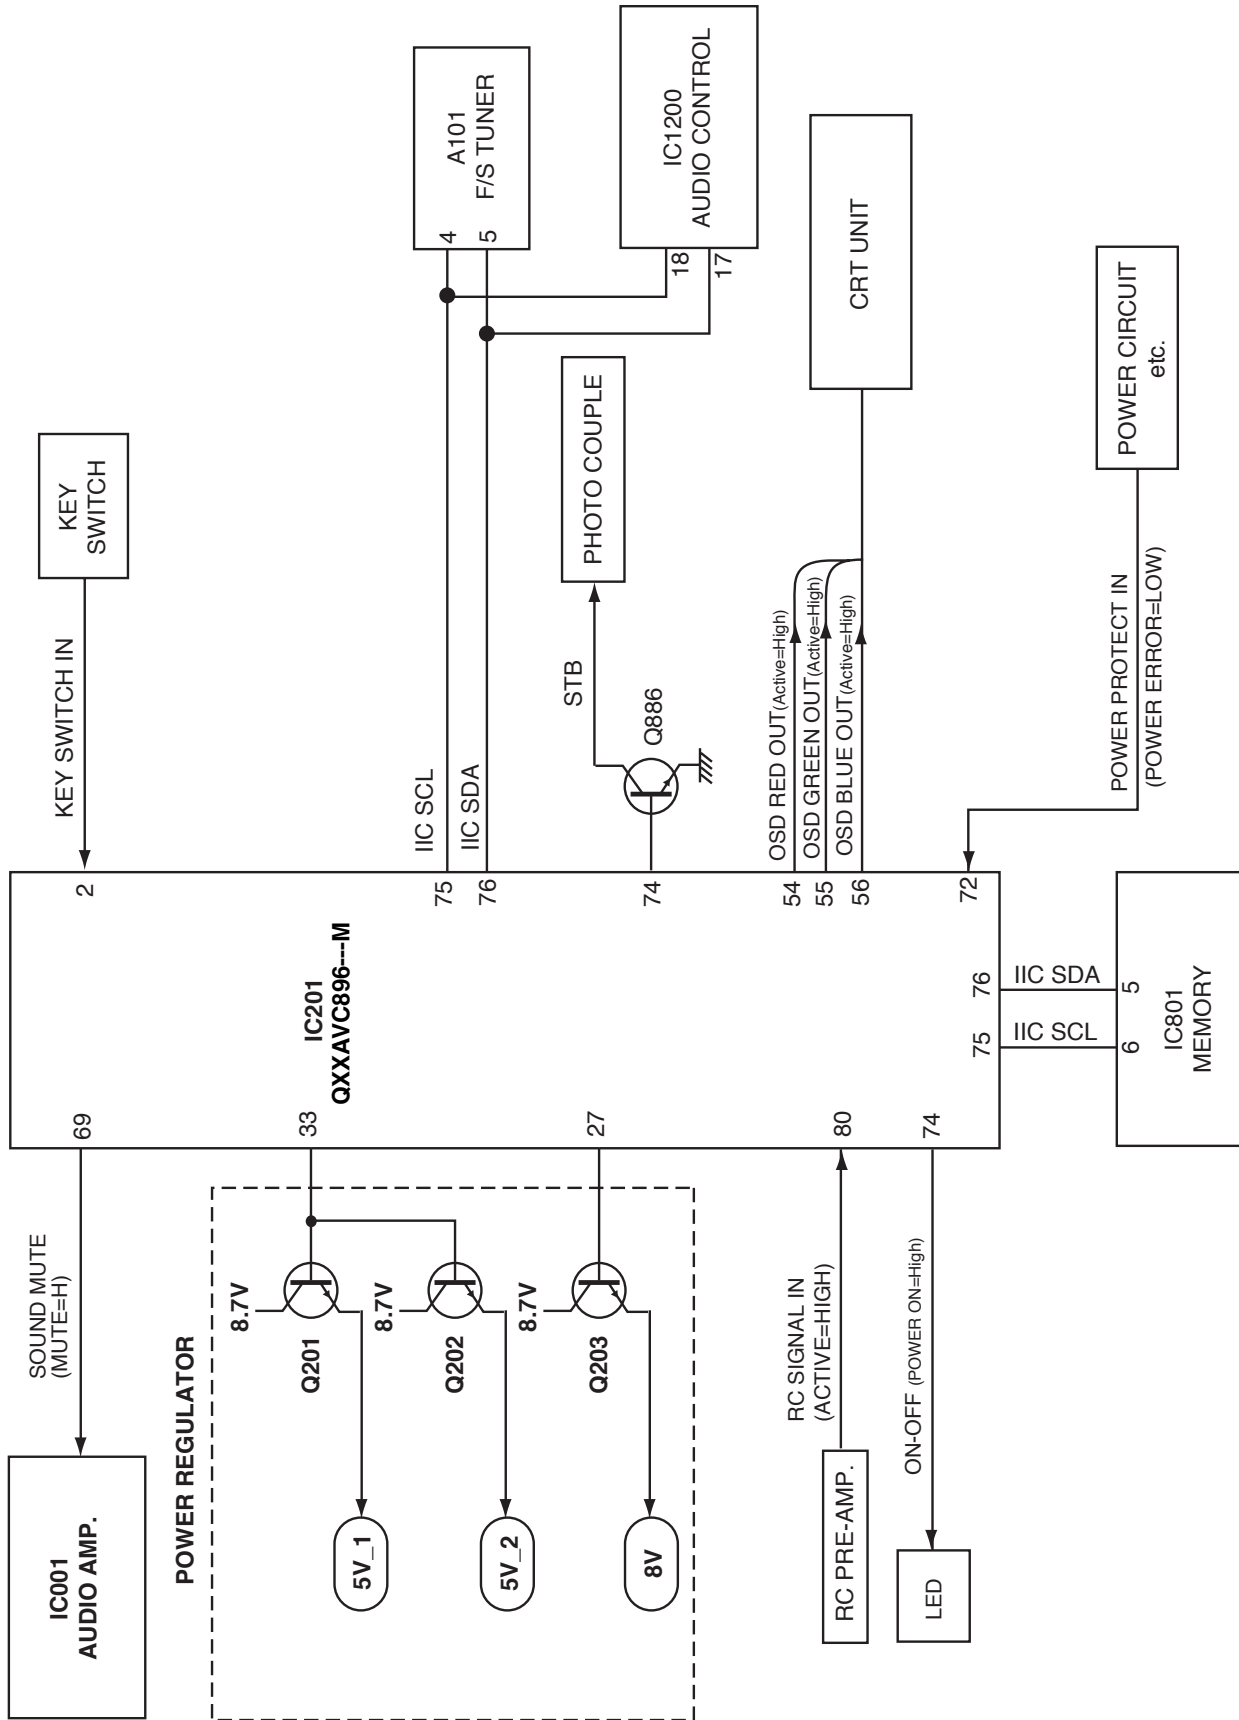 IC001
AUDIO AMP.
SOUND MUTE
(MUTE=H)
69
KEY SWITCH IN
2
KEY
SWITCH
POWER REGULATOR
8.7V
Q201
5V_1
33
8.7V
Q202
5V_2
8.7V
Q203
8V
27
IC201
QXXAVC896---M
IIC SCL
75
IIC SDA
76
4
5
A101
F/S TUNER
18
17
IC1200
AUDIO CONTROL
74
Q886
STB
PHOTO COUPLE
54
OSD RED OUT(Active=High)
55
OSD GREEN OUT(Active=High)
56
OSD BLUE OUT(Active=High)
CRT UNIT
RC PRE-AMP.
RC SIGNAL IN
(ACTIVE=HIGH)
80
LED
ON-OFF (POWER ON=High)
74
72
POWER PROTECT IN
(POWER ERROR=LOW)
POWER CIRCUIT
etc.
75
76
IIC SCL
IIC SDA
6
5
IC801
MEMORY